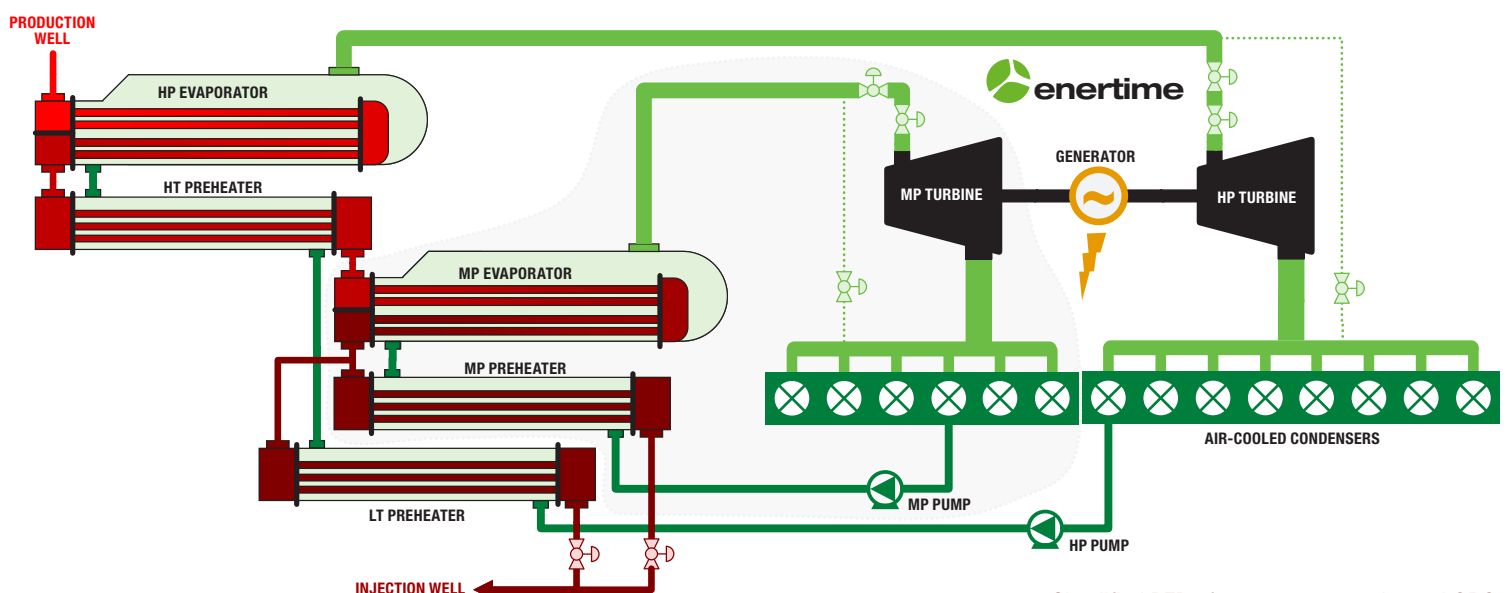 PRODUCTION
WELL
HP EVAPORATOR
enertime
GENERATOR
HT PREHEATER
MP TURBINE
HP TURBINE
MP EVAPORATOR
MP PREHEATER
AIR-COOLED CONDENSERS
LT PREHEATER
MP PUMP
HP PUMP
INJECTION WELL